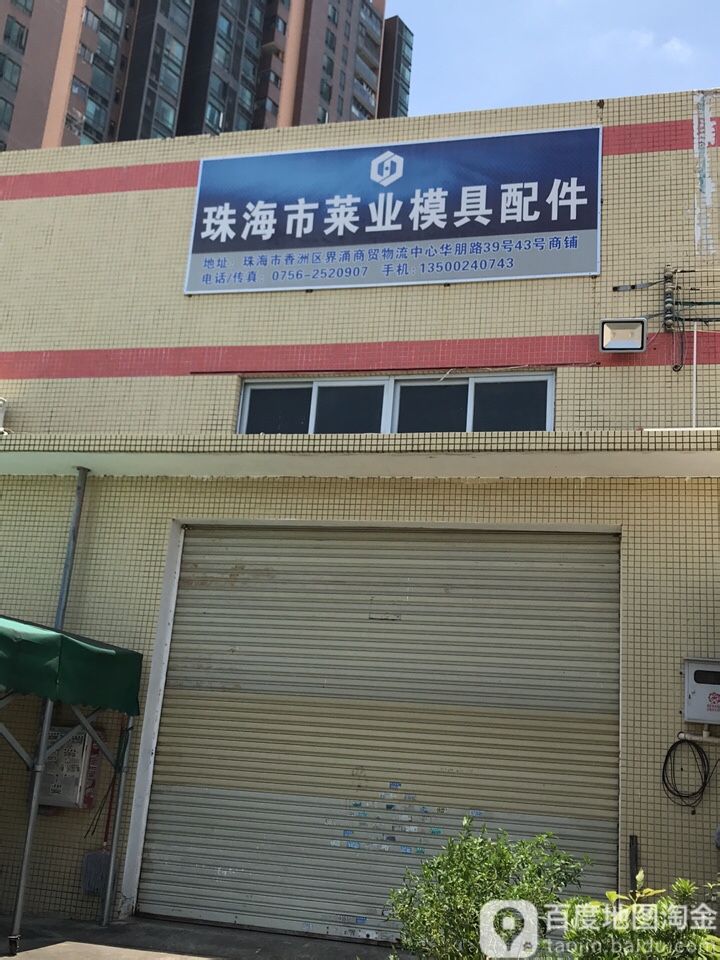 珠海市莱业模具配件
地址：珠海市香洲区界涌商贸物流中心华朋路39号43号商铺
电话/传真：0756-2520907 手机：13500240743
百度地图淘金
taojin.baidu.com